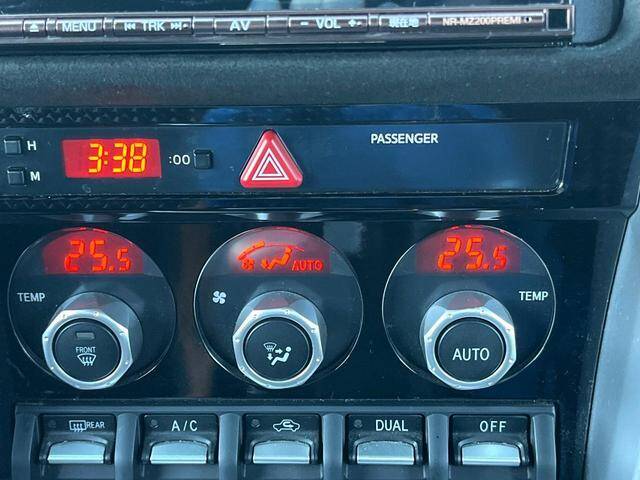 MENU TRK AV - VOL + 現在地 NR-MZ200PREMI
H 3:38 :00 PASSENGER
M
25.5 AUTO 25.5
TEMP TEMP
FRONT AUTO
REAR A/C DUAL OFF